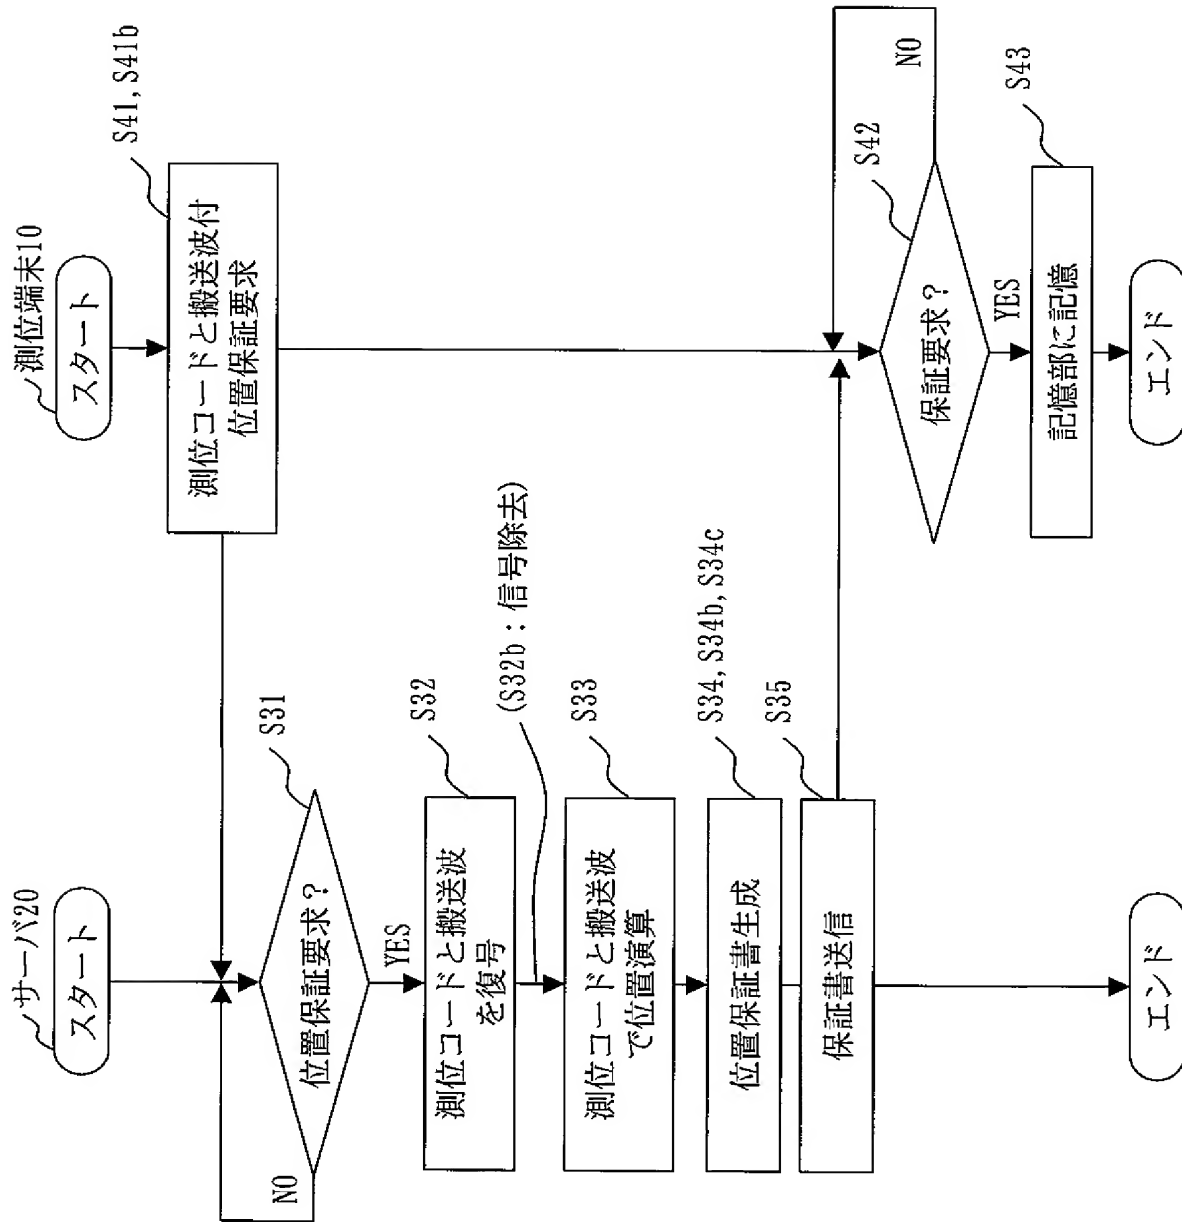 サーバ20
スタート
位置保証要求?
S31
NO
YES
測位コードと搬送波
を復号
S32
(S32b:信号除去)
測位コードと搬送波
で位置演算
S33
位置保証書生成
S34,S34b,S34c
保証書送信
S35
エンド
測位端末10
スタート
測位コードと搬送波付
位置保証要求
S41,S41b
保証要求?
S42
NO
YES
記憶部に記憶
S43
エンド